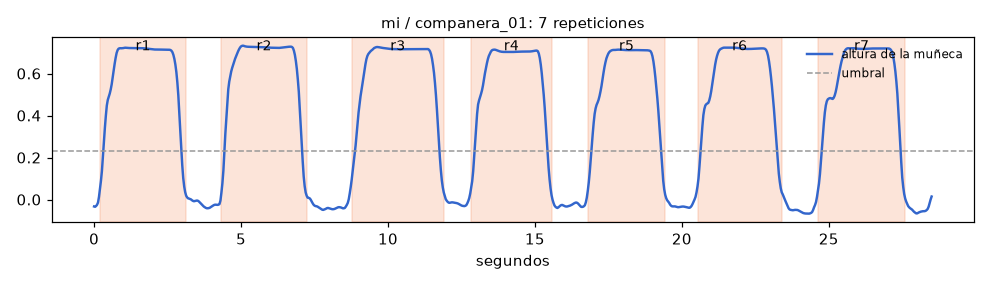 mi / companera_01: 7 repeticiones
r1 r2 r3 r4 r5 r6 r7
altura de la muñeca
umbral
0.6
0.4
0.2
0.0
0 5 10 15 20 25
segundos